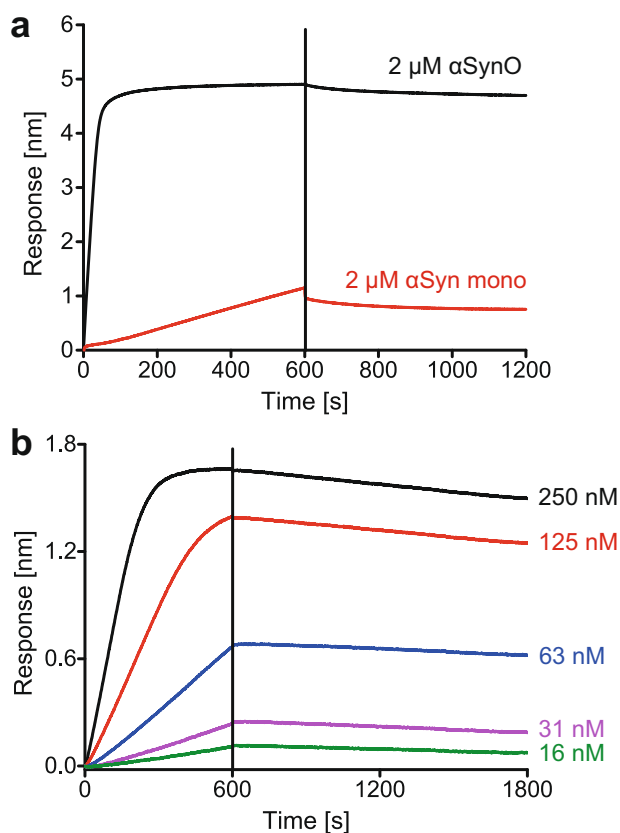 a
6
5
4
3
2
1
0
Response [nm]
2 µM αSynO
2 µM αSyn mono
0 200 400 600 800 1000 1200
Time [s]
b
1.8
1.2
0.6
0.0
Response [nm]
250 nM
125 nM
63 nM
31 nM
16 nM
0 600 1200 1800
Time [s]